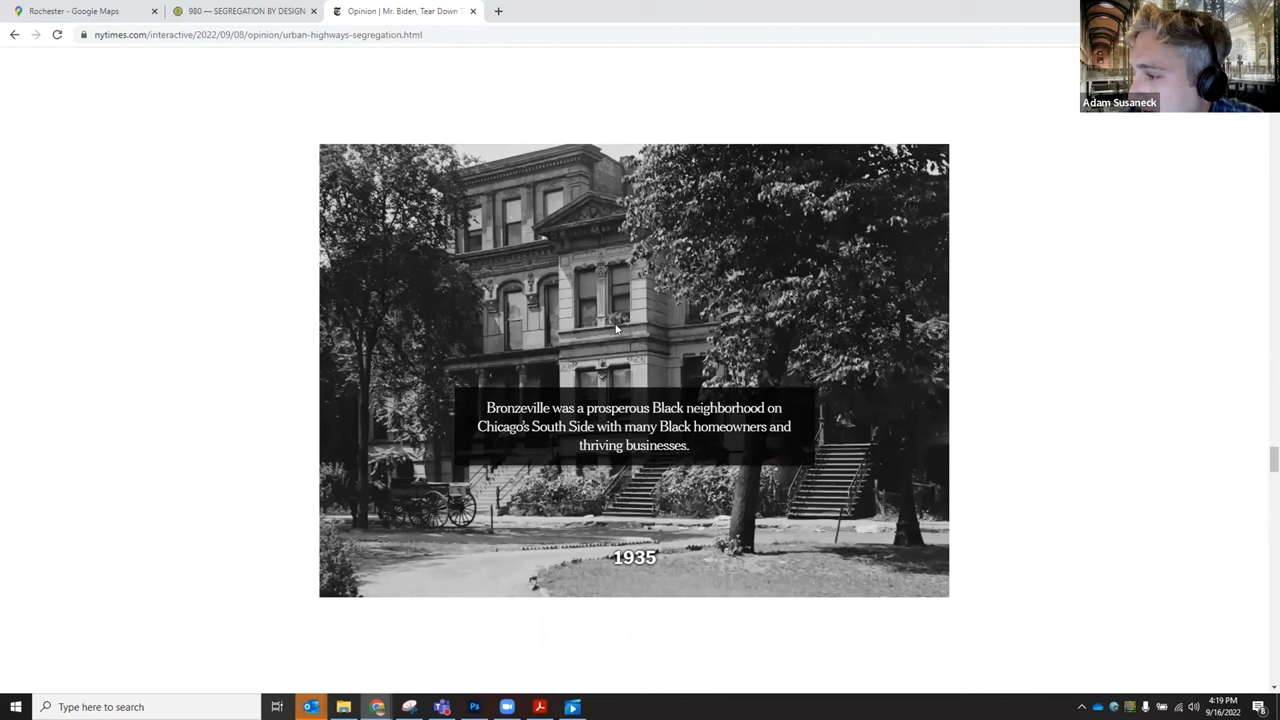 Rochester - Google Maps
980 — SEGREGATION BY DESIGN
Opinion | Mr. Biden, Tear Down
nytimes.com/interactive/2022/09/08/opinion/urban-highways-segregation.html
Adam Susaneck
Bronzeville was a prosperous Black neighborhood on
Chicago's South Side with many Black homeowners and
thriving businesses.
1935
Type here to search
Ps
4:19 PM
9/16/2022
8